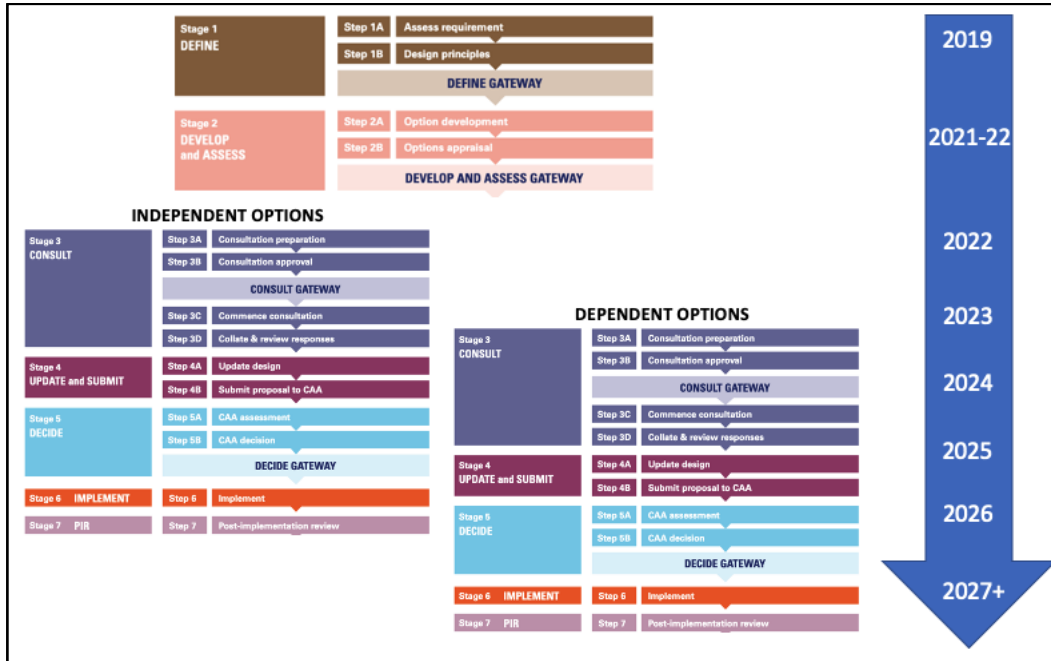 Stage 1
DEFINE
Step 1A Assess requirement
Step 1B Design principles
DEFINE GATEWAY
Stage 2
DEVELOP
and ASSESS
Step 2A Option development
Step 2B Options appraisal
DEVELOP AND ASSESS GATEWAY
INDEPENDENT OPTIONS
Stage 3
CONSULT
Step 3A Consultation preparation
Step 3B Consultation approval
CONSULT GATEWAY
Step 3C Commence consultation
Step 3D Collate & review responses
Stage 4
UPDATE and SUBMIT
Step 4A Update design
Step 4B Submit proposal to CAA
Stage 5
DECIDE
Step 5A CAA assessment
Step 5B CAA decision
DECIDE GATEWAY
Stage 6 IMPLEMENT
Step 6 Implement
Stage 7 PIR
Step 7 Post-implementation review
DEPENDENT OPTIONS
Stage 3
CONSULT
Step 3A Consultation preparation
Step 3B Consultation approval
CONSULT GATEWAY
Step 3C Commence consultation
Step 3D Collate & review responses
Stage 4
UPDATE and SUBMIT
Step 4A Update design
Step 4B Submit proposal to CAA
Stage 5
DECIDE
Step 5A CAA assessment
Step 5B CAA decision
DECIDE GATEWAY
Stage 6 IMPLEMENT
Step 6 Implement
Stage 7 PIR
Step 7 Post-implementation review
2019
2021-22
2022
2023
2024
2025
2026
2027+